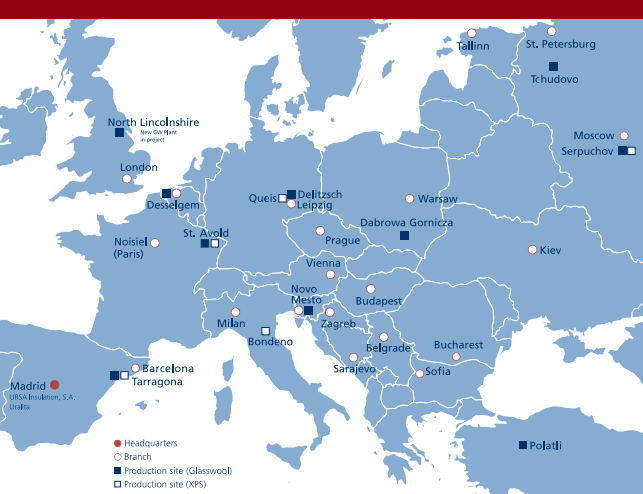 Tallinn
St. Petersburg
Tchudovo
North Lincolnshire
New GW Plant
in project
Moscow
Serpuchov
London
Desselgem
Queis
Delitzsch
Leipzig
Warsaw
Dabrowa Gornicza
St. Avold
Noisiel
(Paris)
Prague
Kiev
Vienna
Novo
Mesto
Budapest
Milan
Zagreb
Bondeno
Belgrade
Bucharest
Sarajevo
Sofia
Barcelona
Tarragona
Madrid
URSA Insulation, S.A.
Uralita
Polatli
Headquarters
Branch
Production site (Glasswool)
Production site (XPS)